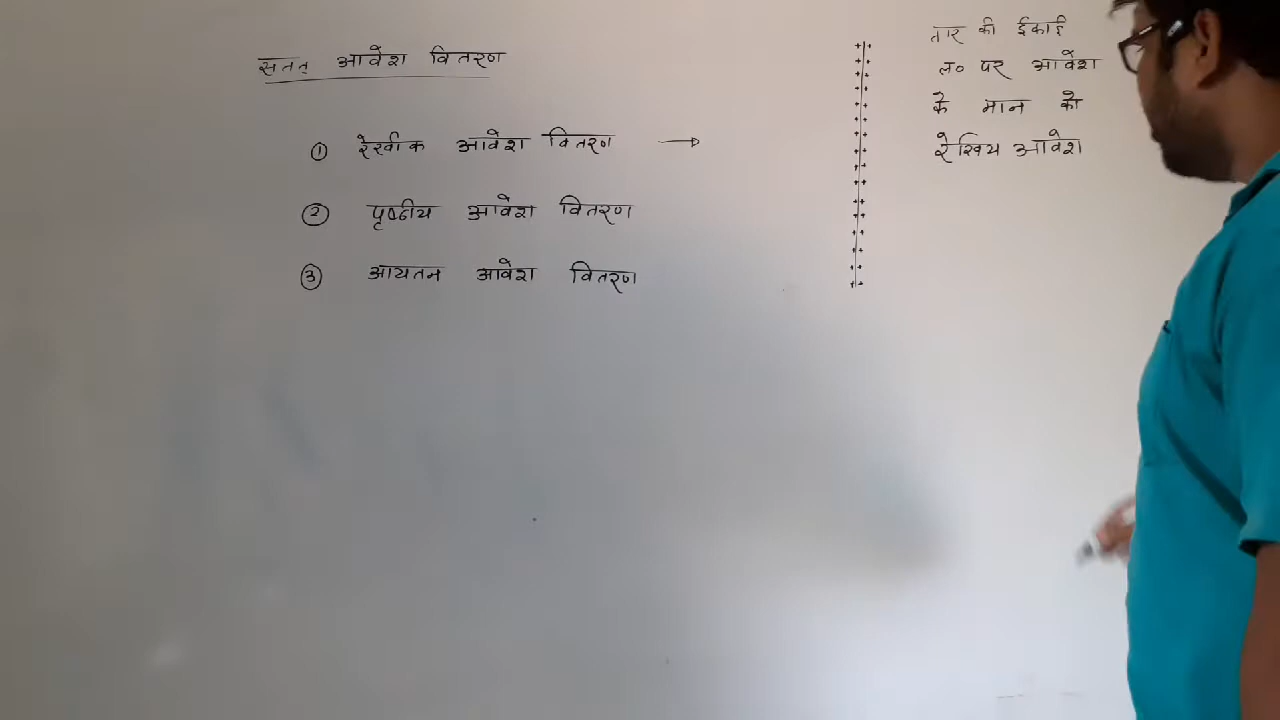 सतत् आवेश वितरण
① रेखीक आवेश वितरण →
② पृष्ठीय आवेश वितरण
③ आयतन आवेश वितरण
तार की ईकाई
ल० पर आवेश
के मान को
रेखिय आवेश